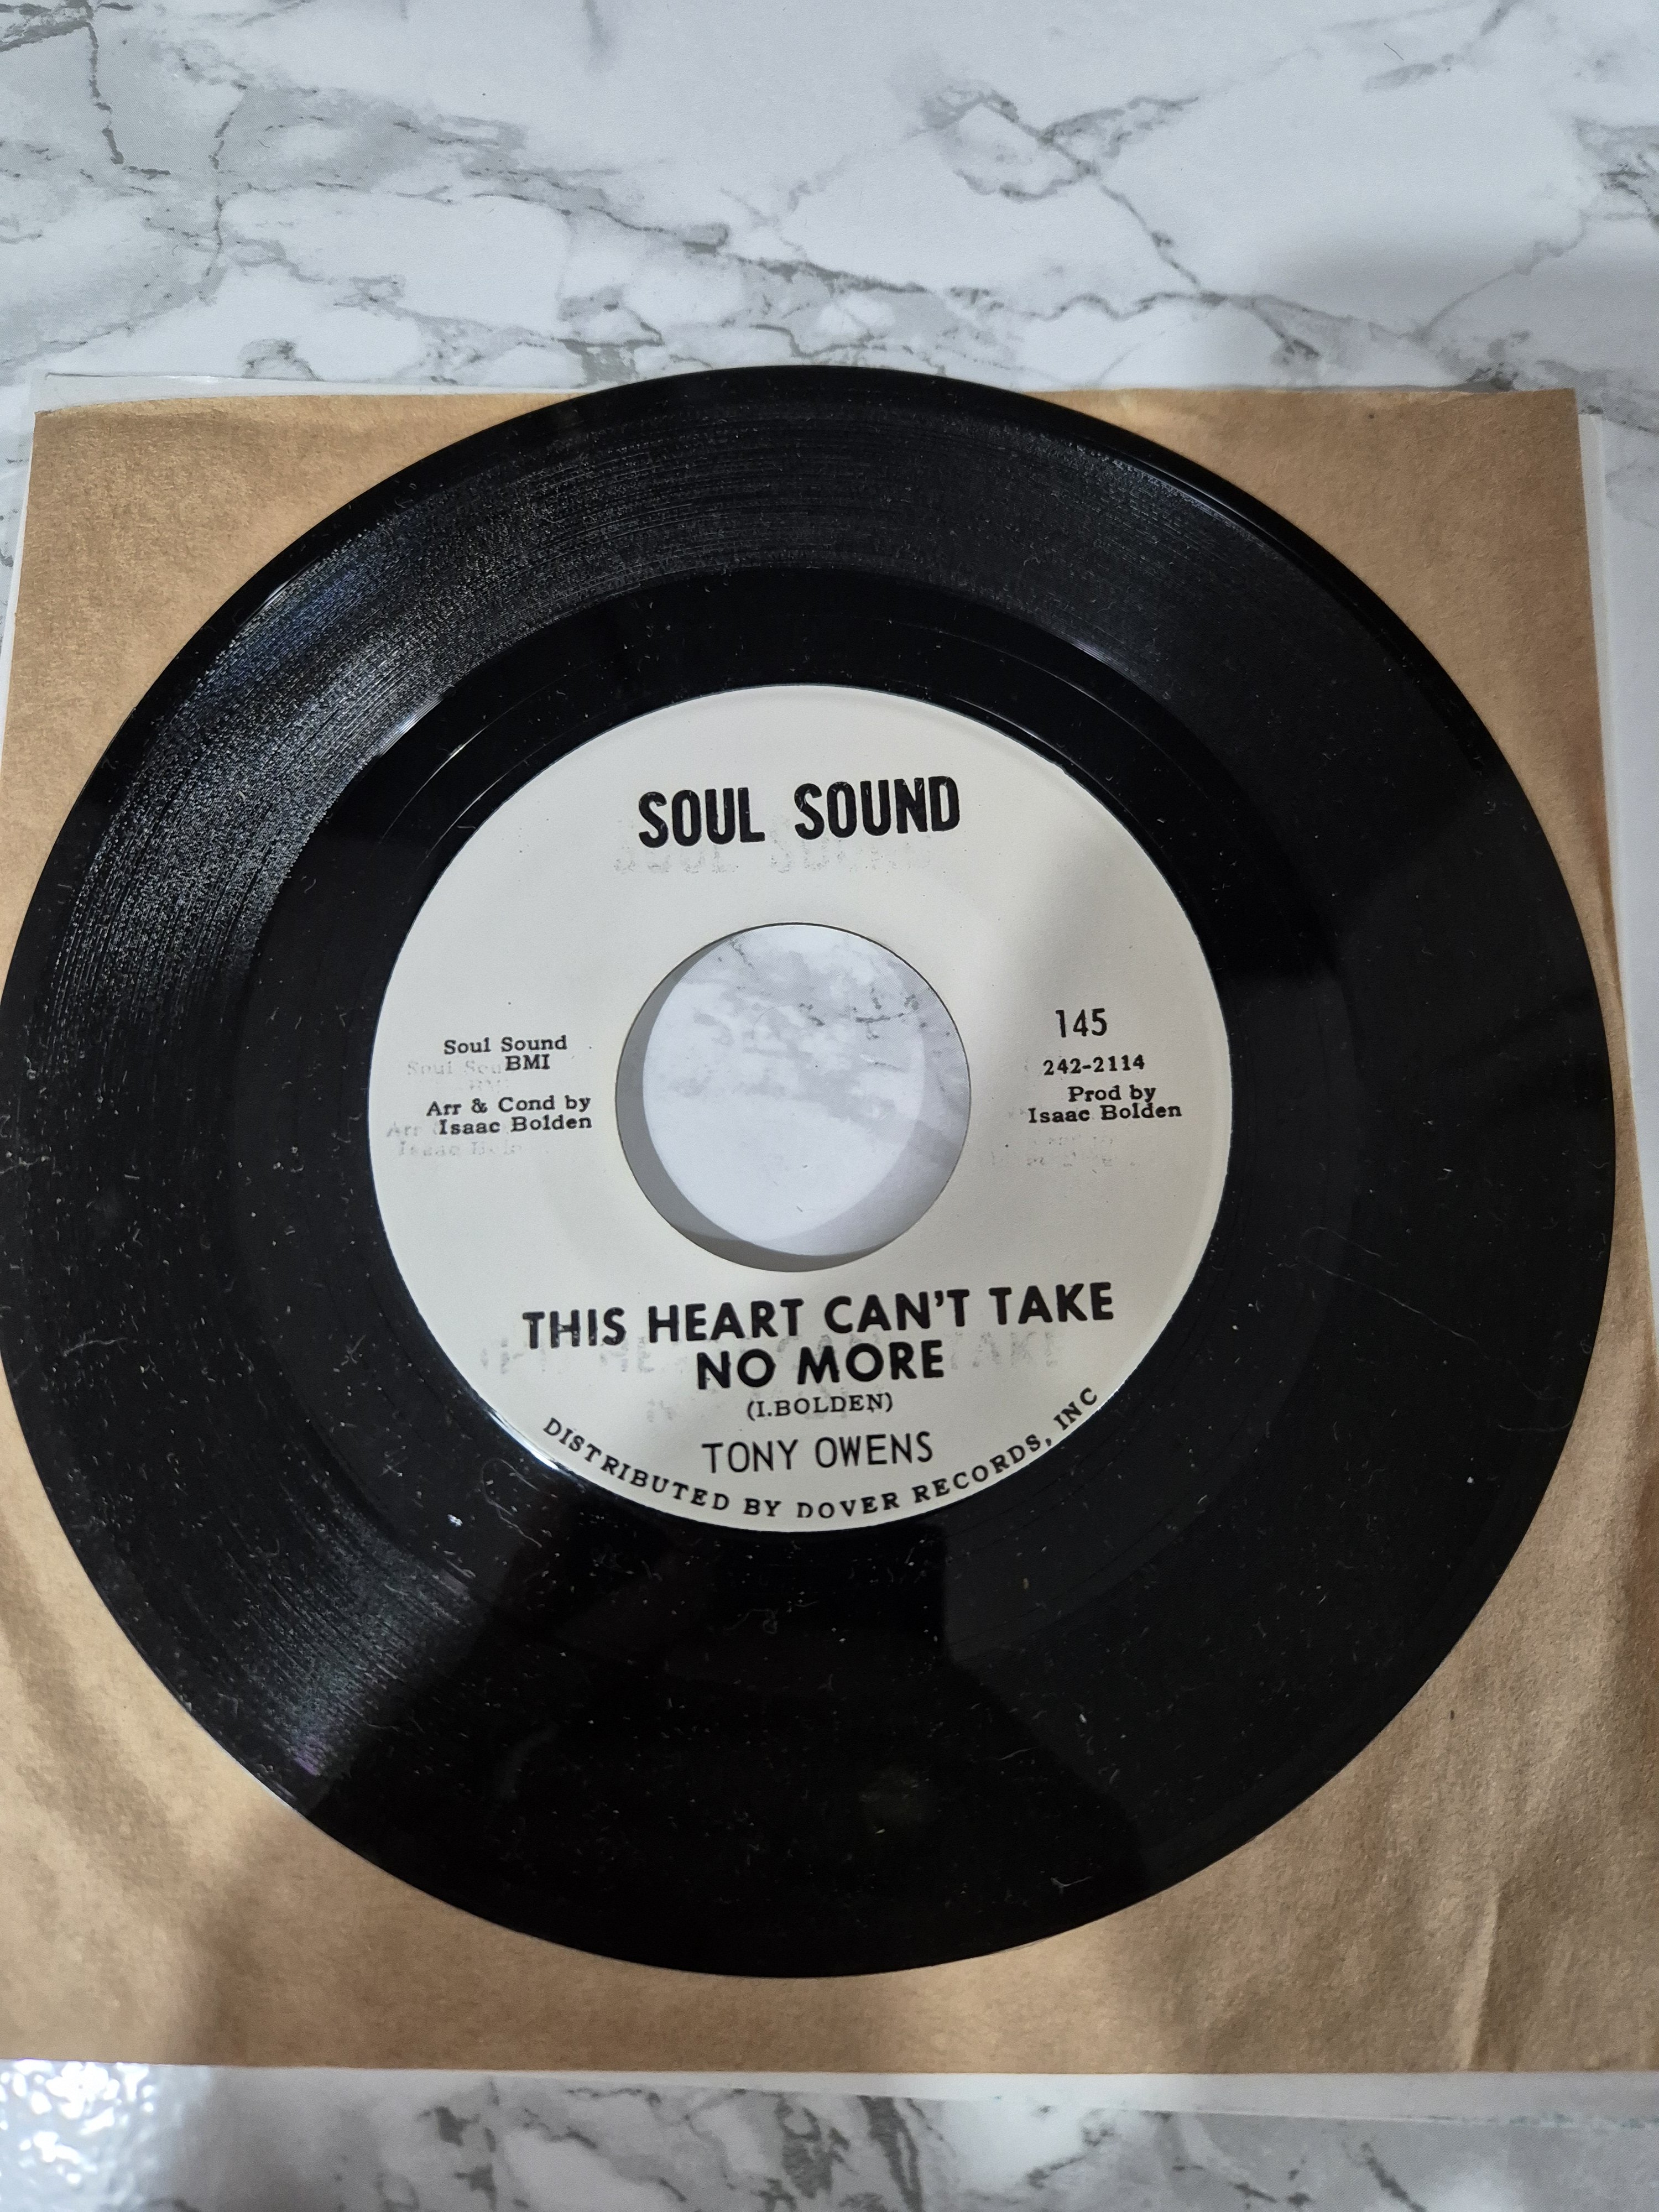 SOUL SOUND
Soul Sound
BMI
Arr & Cond by
Isaac Bolden
145
242-2114
Prod by
Isaac Bolden
THIS HEART CAN'T TAKE
NO MORE
(I.BOLDEN)
TONY OWENS
DISTRIBUTED BY DOVER RECORDS, INC